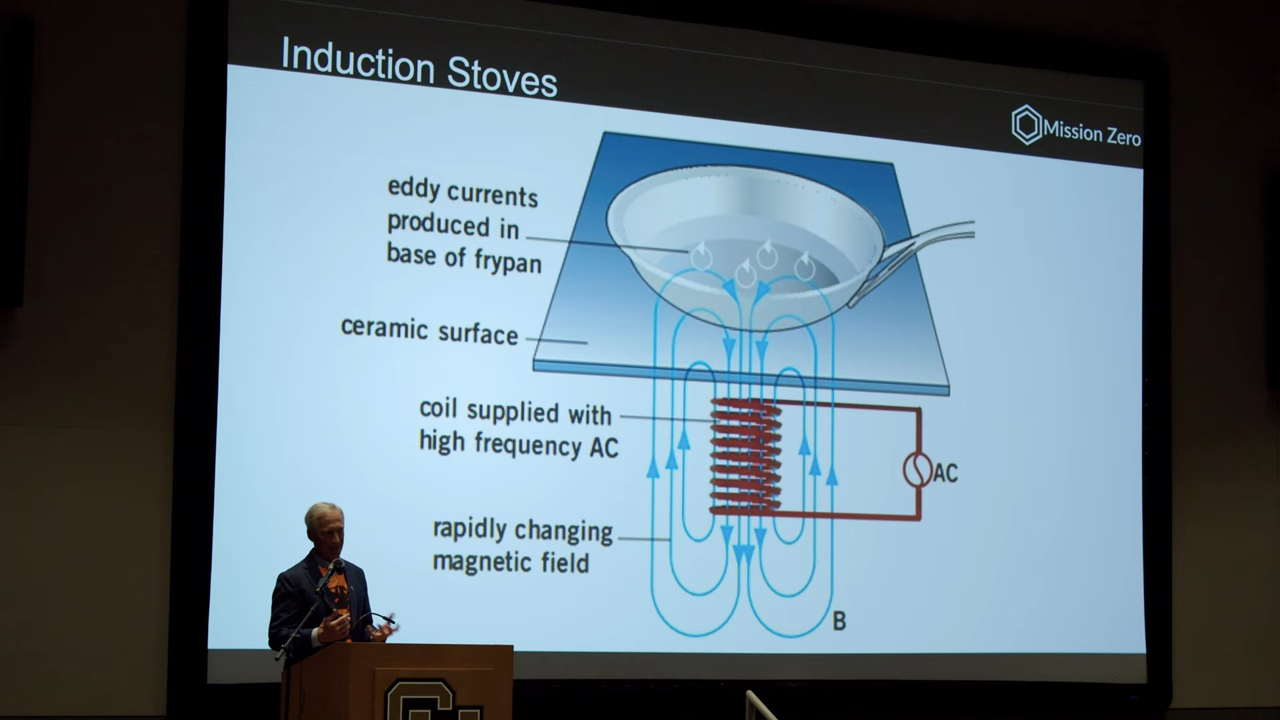 Induction Stoves
Mission Zero
eddy currents
produced in
base of frypan
ceramic surface
coil supplied with
high frequency AC
AC
rapidly changing
magnetic field
B
CU